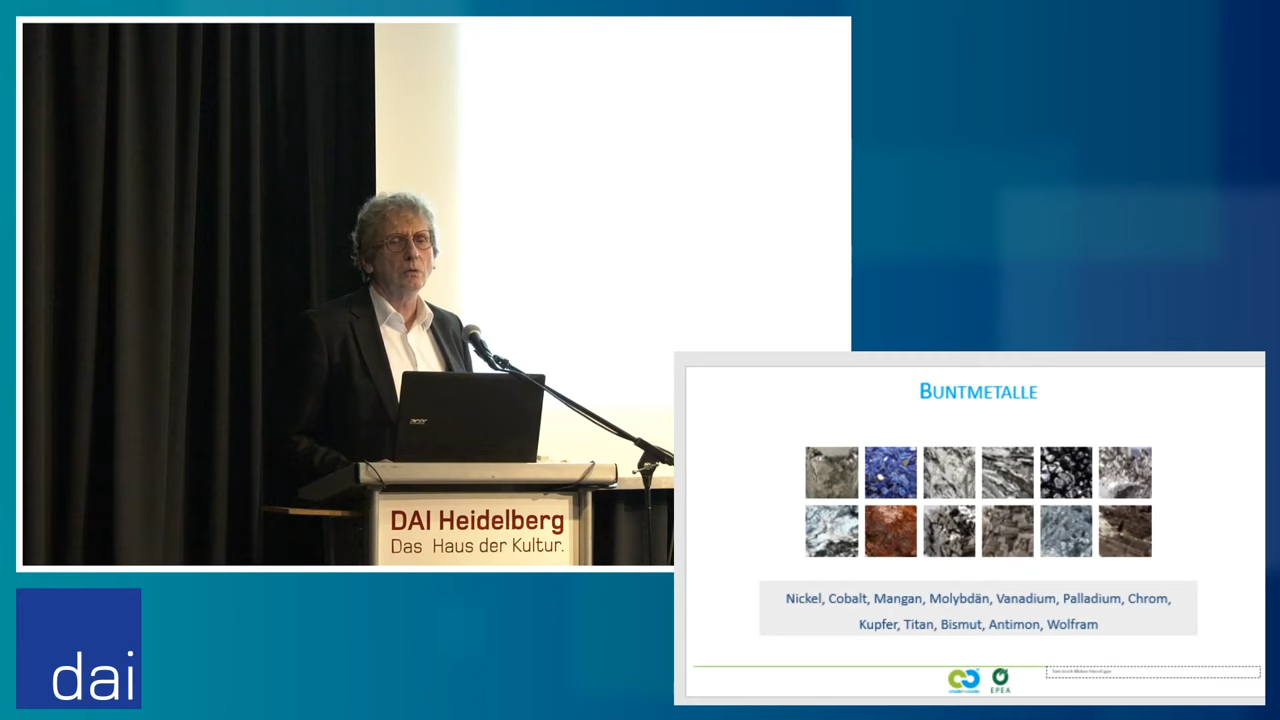 acer
DAI Heidelberg
Das Haus der Kultur.
dai
BUNTMETALLE
Nickel, Cobalt, Mangan, Molybdän, Vanadium, Palladium, Chrom,
Kupfer, Titan, Bismut, Antimon, Wolfram
EPEA